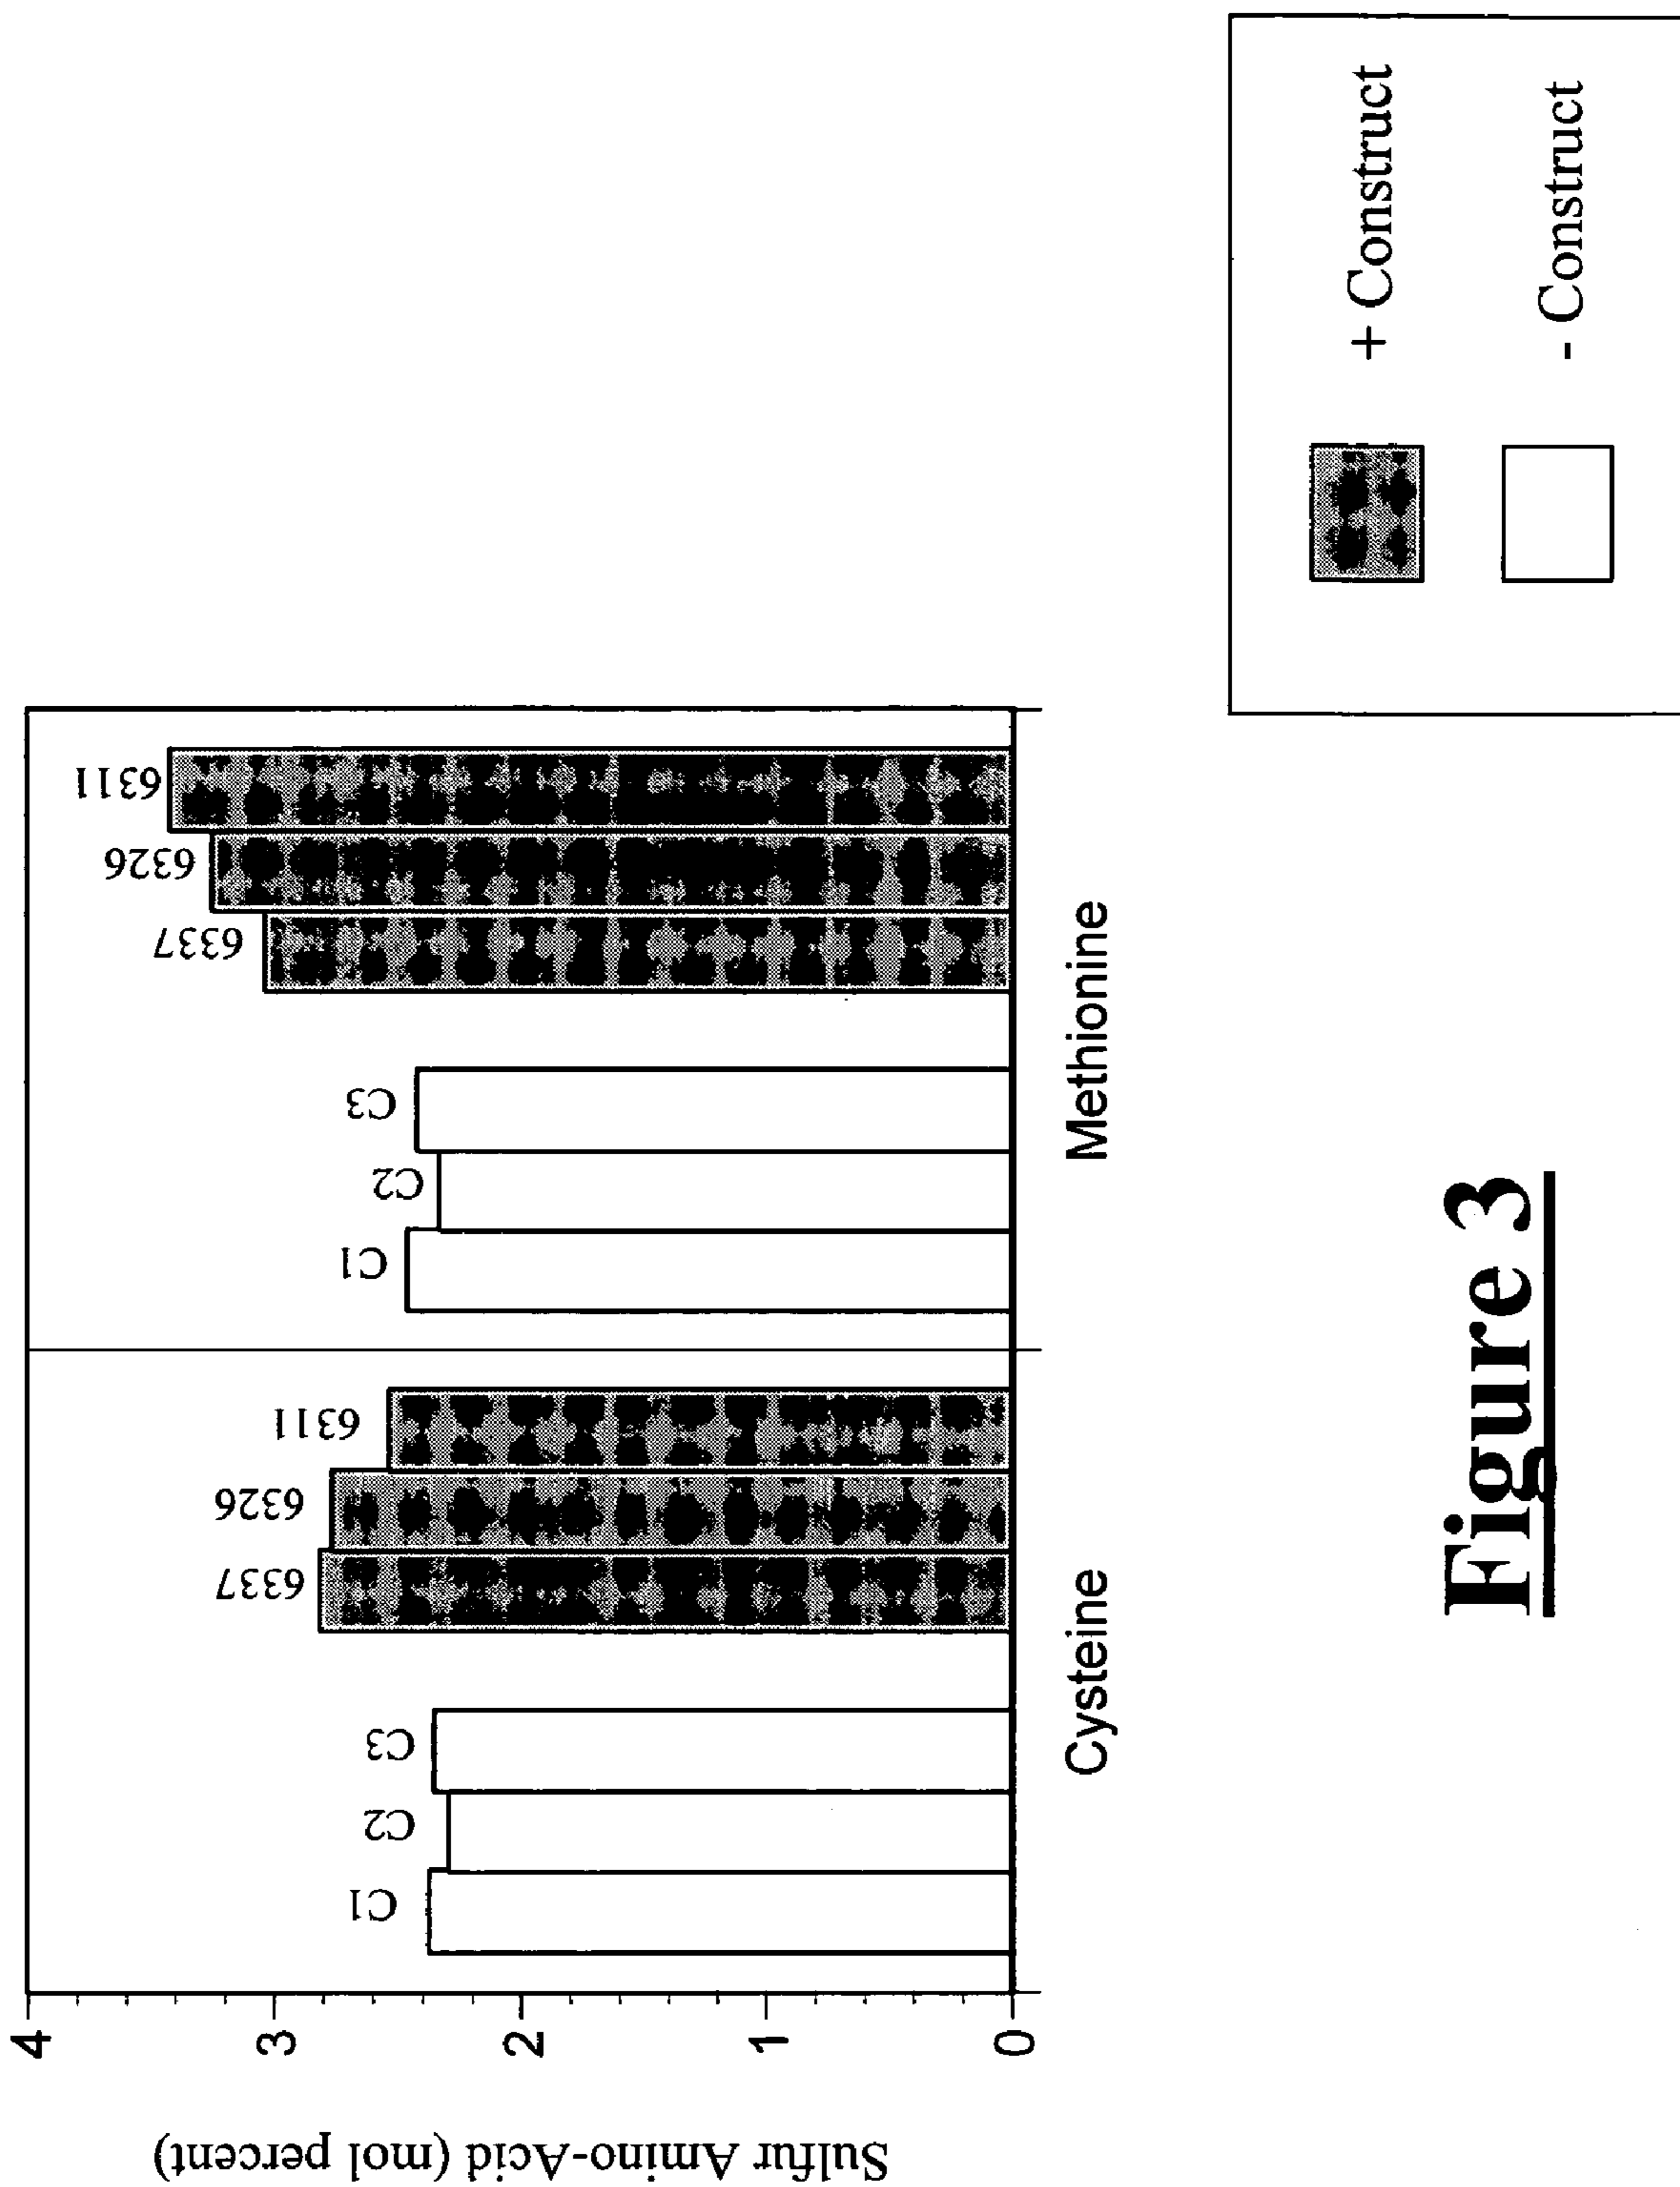 Sulfur Amino-Acid (mol percent)
4
3
2
1
0
C1
C2
C3
6337
6326
6311
C1
C2
C3
6337
6326
6311
Cysteine
Methionine
+ Construct
- Construct
Figure 3